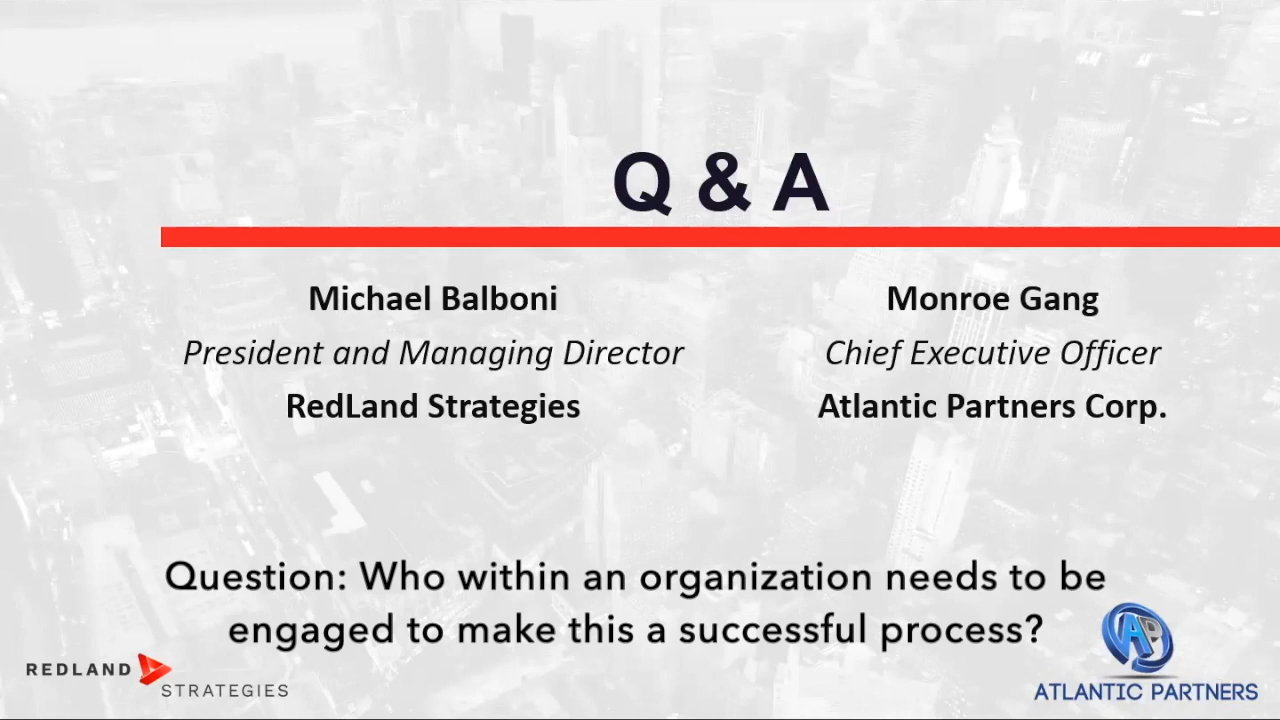 Q & A
Michael Balboni
President and Managing Director
RedLand Strategies
Monroe Gang
Chief Executive Officer
Atlantic Partners Corp.
Question: Who within an organization needs to be
engaged to make this a successful process?
REDLAND
STRATEGIES
AP
ATLANTIC PARTNERS